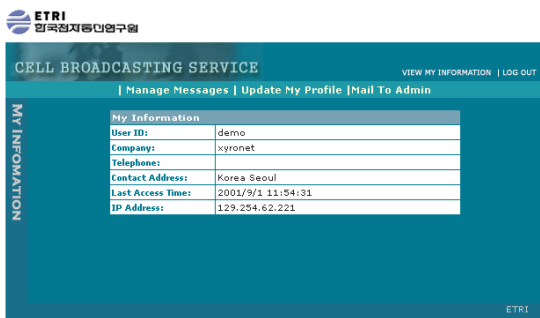 ETRI
한국전자통신연구원
CELL BROADCASTING SERVICE
VIEW MY INFORMATION | LOG OUT
| Manage Messages | Update My Profile |Mail To Admin
MY INFOMATION
My Information
User ID: demo
Company: xyronet
Telephone:
Contact Address: Korea Seoul
Last Access Time: 2001/9/1 11:54:31
IP Address: 129.254.62.221
ETRI